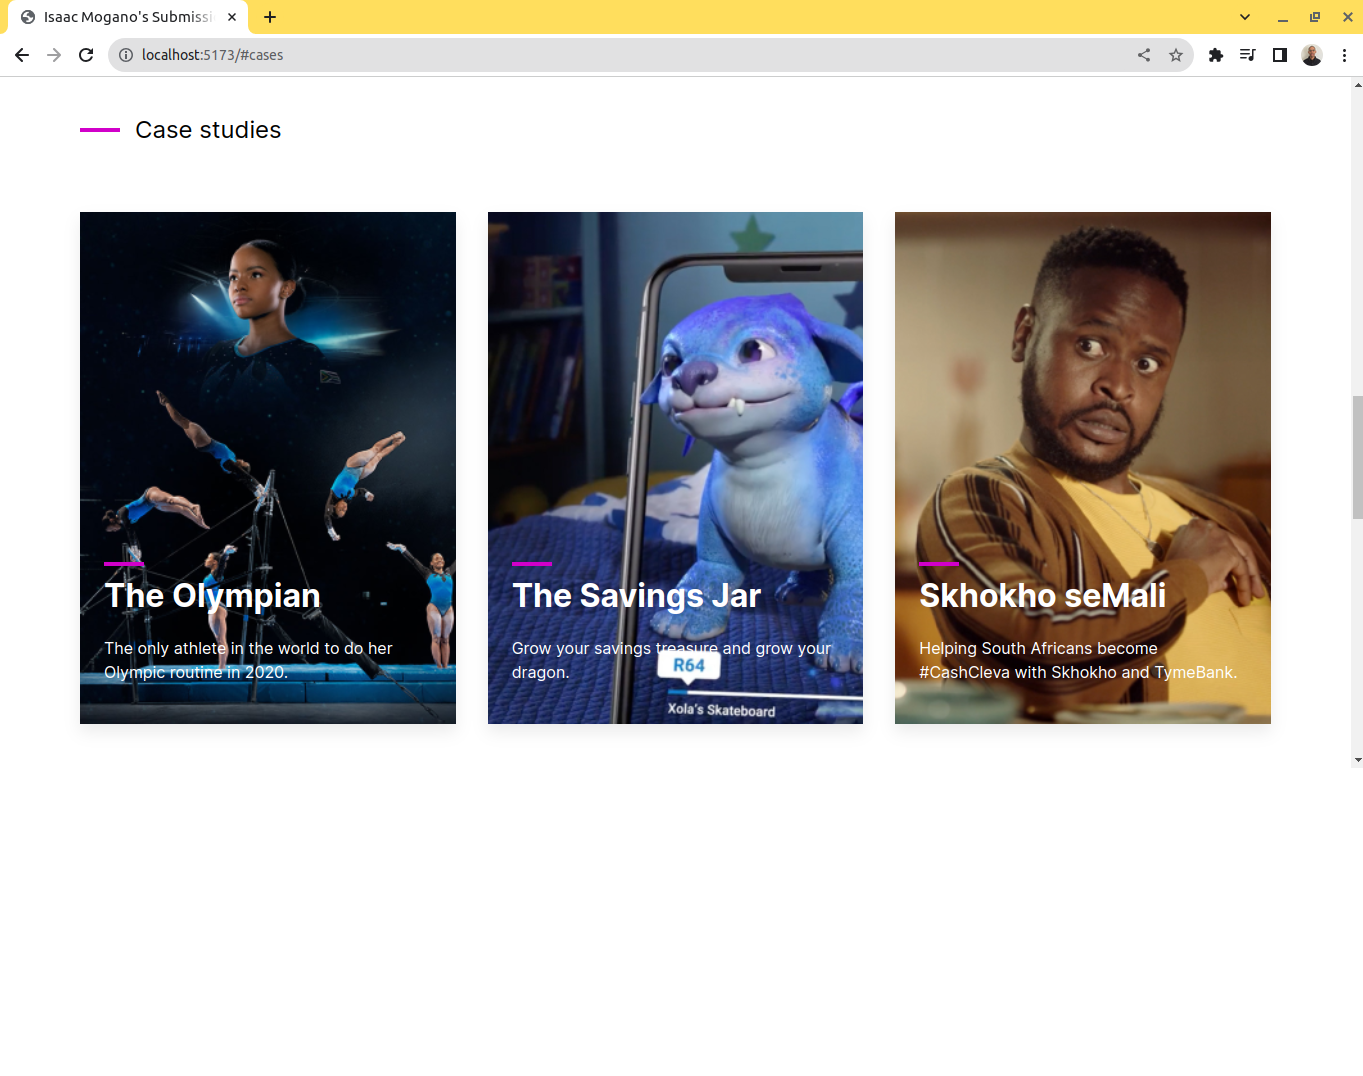 Isaac Mogano's Submissi
localhost:5173/#cases
Case studies
The Olympian
The only athlete in the world to do her
Olympic routine in 2020.
The Savings Jar
Grow your savings treasure and grow your
dragon.
R64
Xola's Skateboard
Skhokho seMali
Helping South Africans become
#CashCleva with Skhokho and TymeBank.